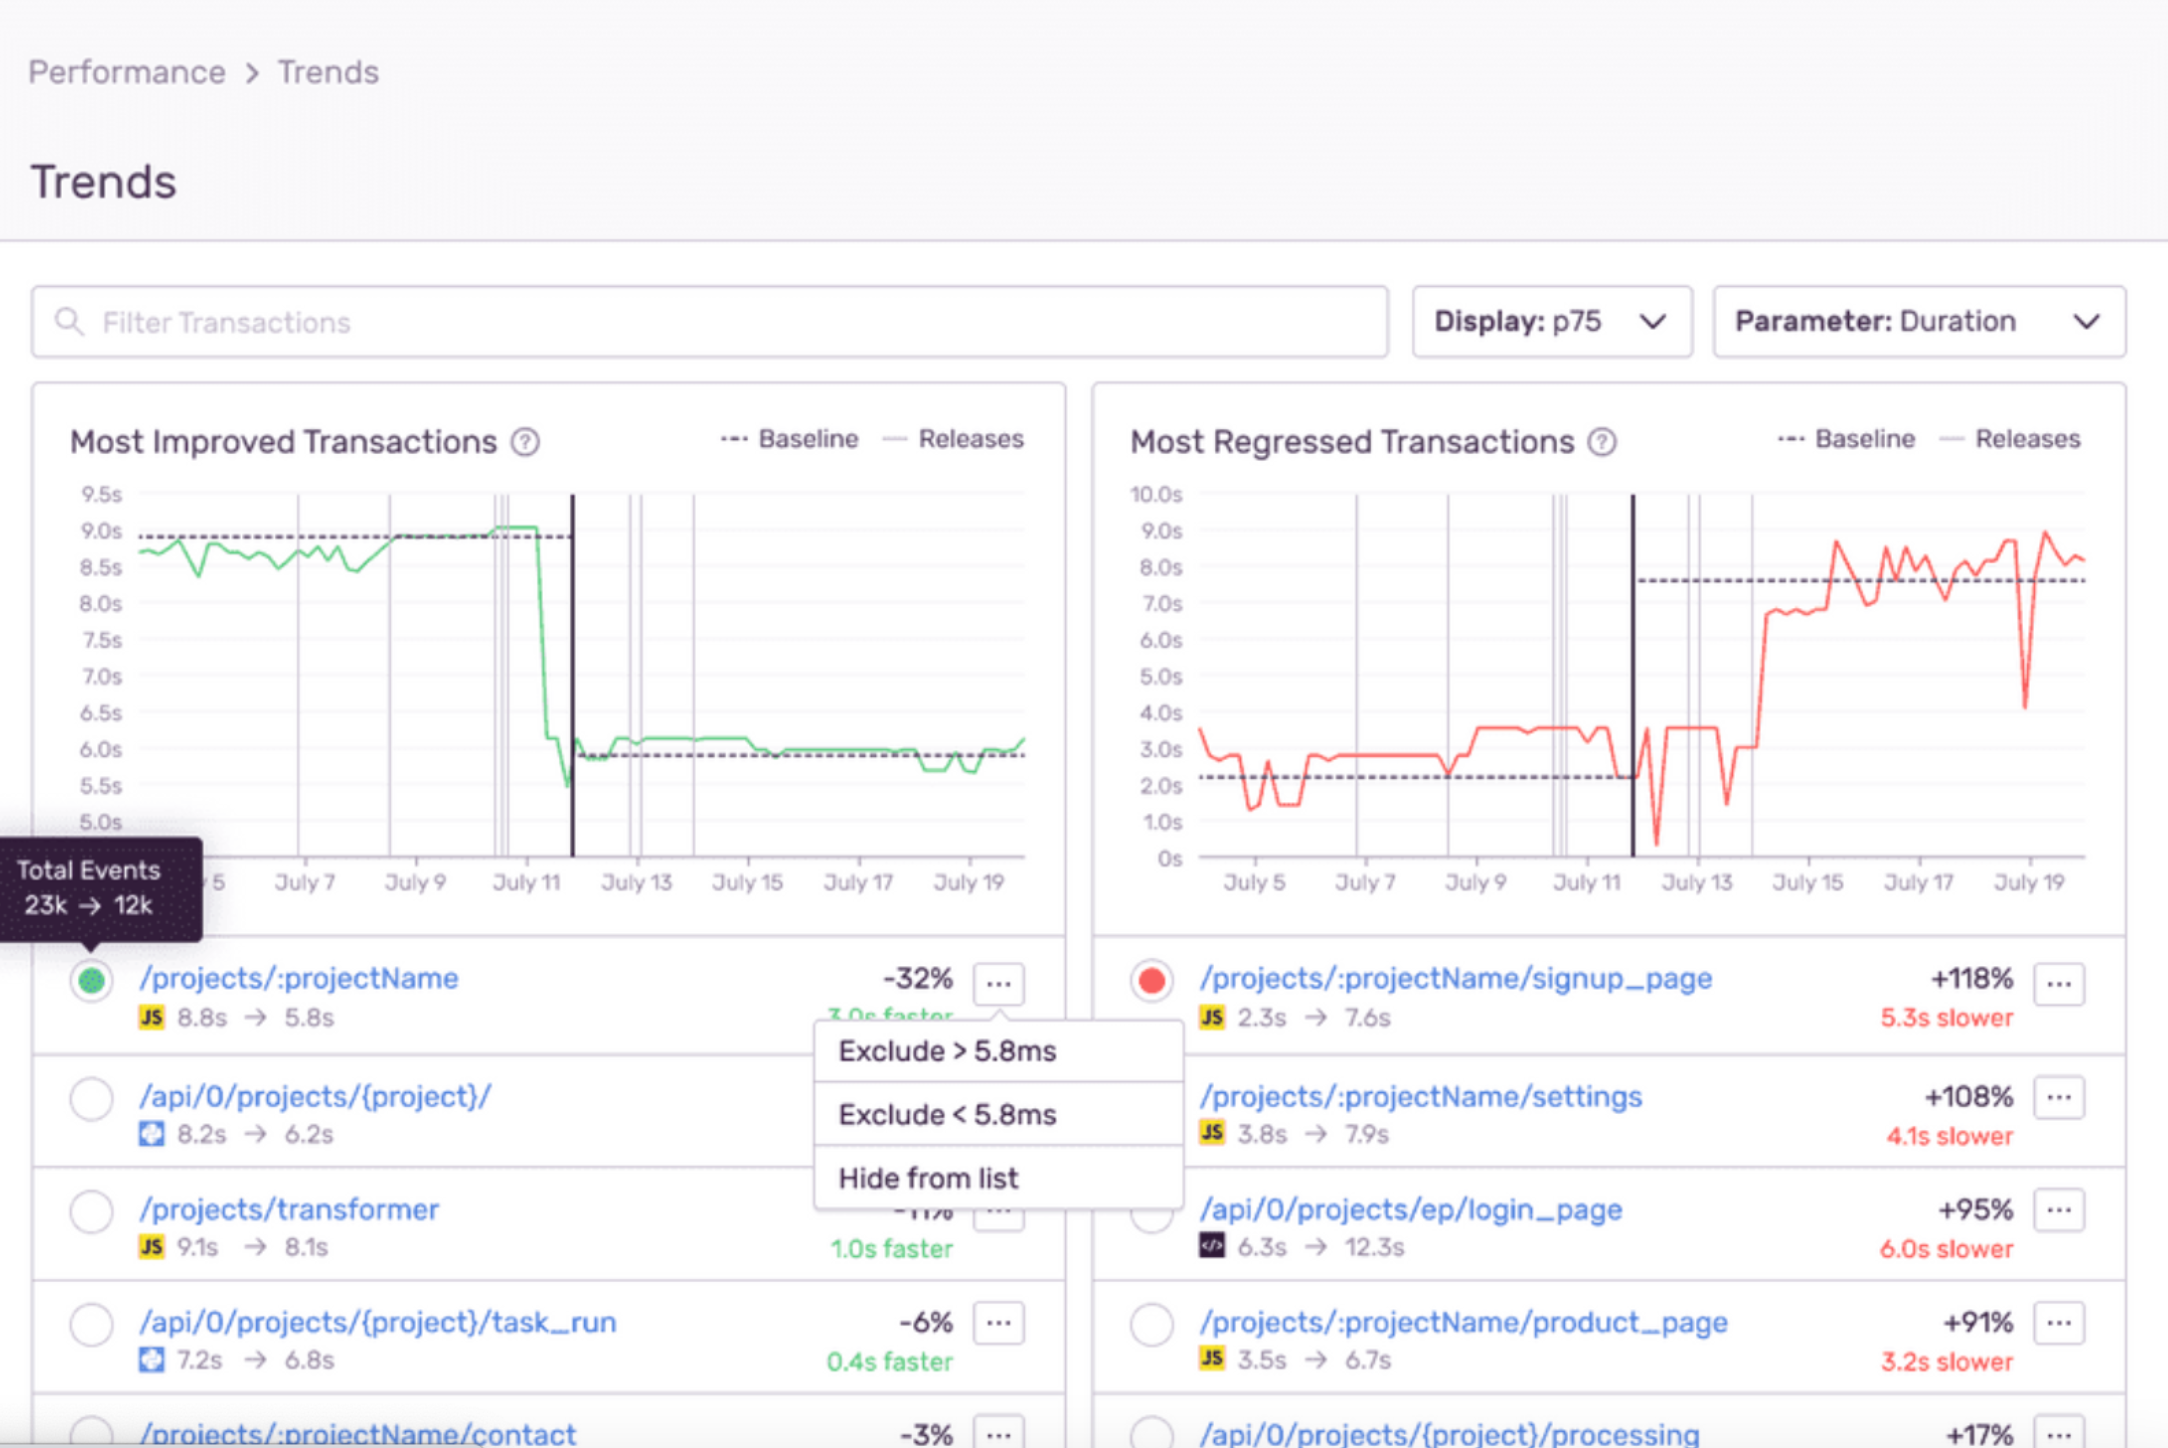 Performance > Trends
Trends
Filter Transactions
Display: p75
Parameter: Duration
Most Improved Transactions ?
--- Baseline — Releases
9.5s
9.0s
8.5s
8.0s
7.5s
7.0s
6.5s
6.0s
5.5s
5.0s
5 July 7 July 9 July 11 July 13 July 15 July 17 July 19
Total Events
23k → 12k
/projects/:projectName -32% ...
JS 8.8s → 5.8s 3.0s faster
Exclude > 5.8ms
Exclude < 5.8ms
Hide from list
/api/0/projects/{project}/
8.2s → 6.2s
/projects/transformer -11% ...
JS 9.1s → 8.1s 1.0s faster
/api/0/projects/{project}/task_run -6% ...
7.2s → 6.8s 0.4s faster
/projects/:projectName/contact -3% ...
Most Regressed Transactions ?
--- Baseline — Releases
10.0s
9.0s
8.0s
7.0s
6.0s
5.0s
4.0s
3.0s
2.0s
1.0s
0s
July 5 July 7 July 9 July 11 July 13 July 15 July 17 July 19
/projects/:projectName/signup_page +118% ...
JS 2.3s → 7.6s 5.3s slower
/projects/:projectName/settings +108% ...
JS 3.8s → 7.9s 4.1s slower
/api/0/projects/ep/login_page +95% ...
</> 6.3s → 12.3s 6.0s slower
/projects/:projectName/product_page +91% ...
JS 3.5s → 6.7s 3.2s slower
/api/0/projects/{project}/processing +17% ...